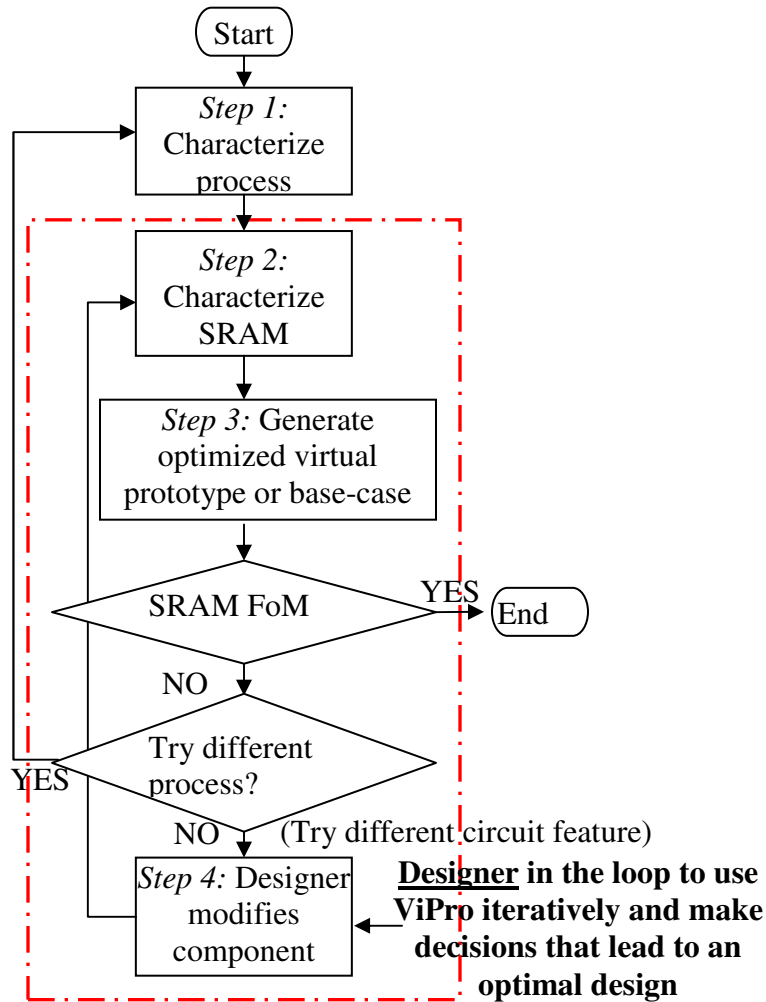 Start
Step 1:
Characterize
process
Step 2:
Characterize
SRAM
Step 3: Generate
optimized virtual
prototype or base-case
SRAM FoM
YES
End
NO
Try different
process?
YES
NO
(Try different circuit feature)
Step 4: Designer
modifies
component
Designer in the loop to use
ViPro iteratively and make
decisions that lead to an
optimal design